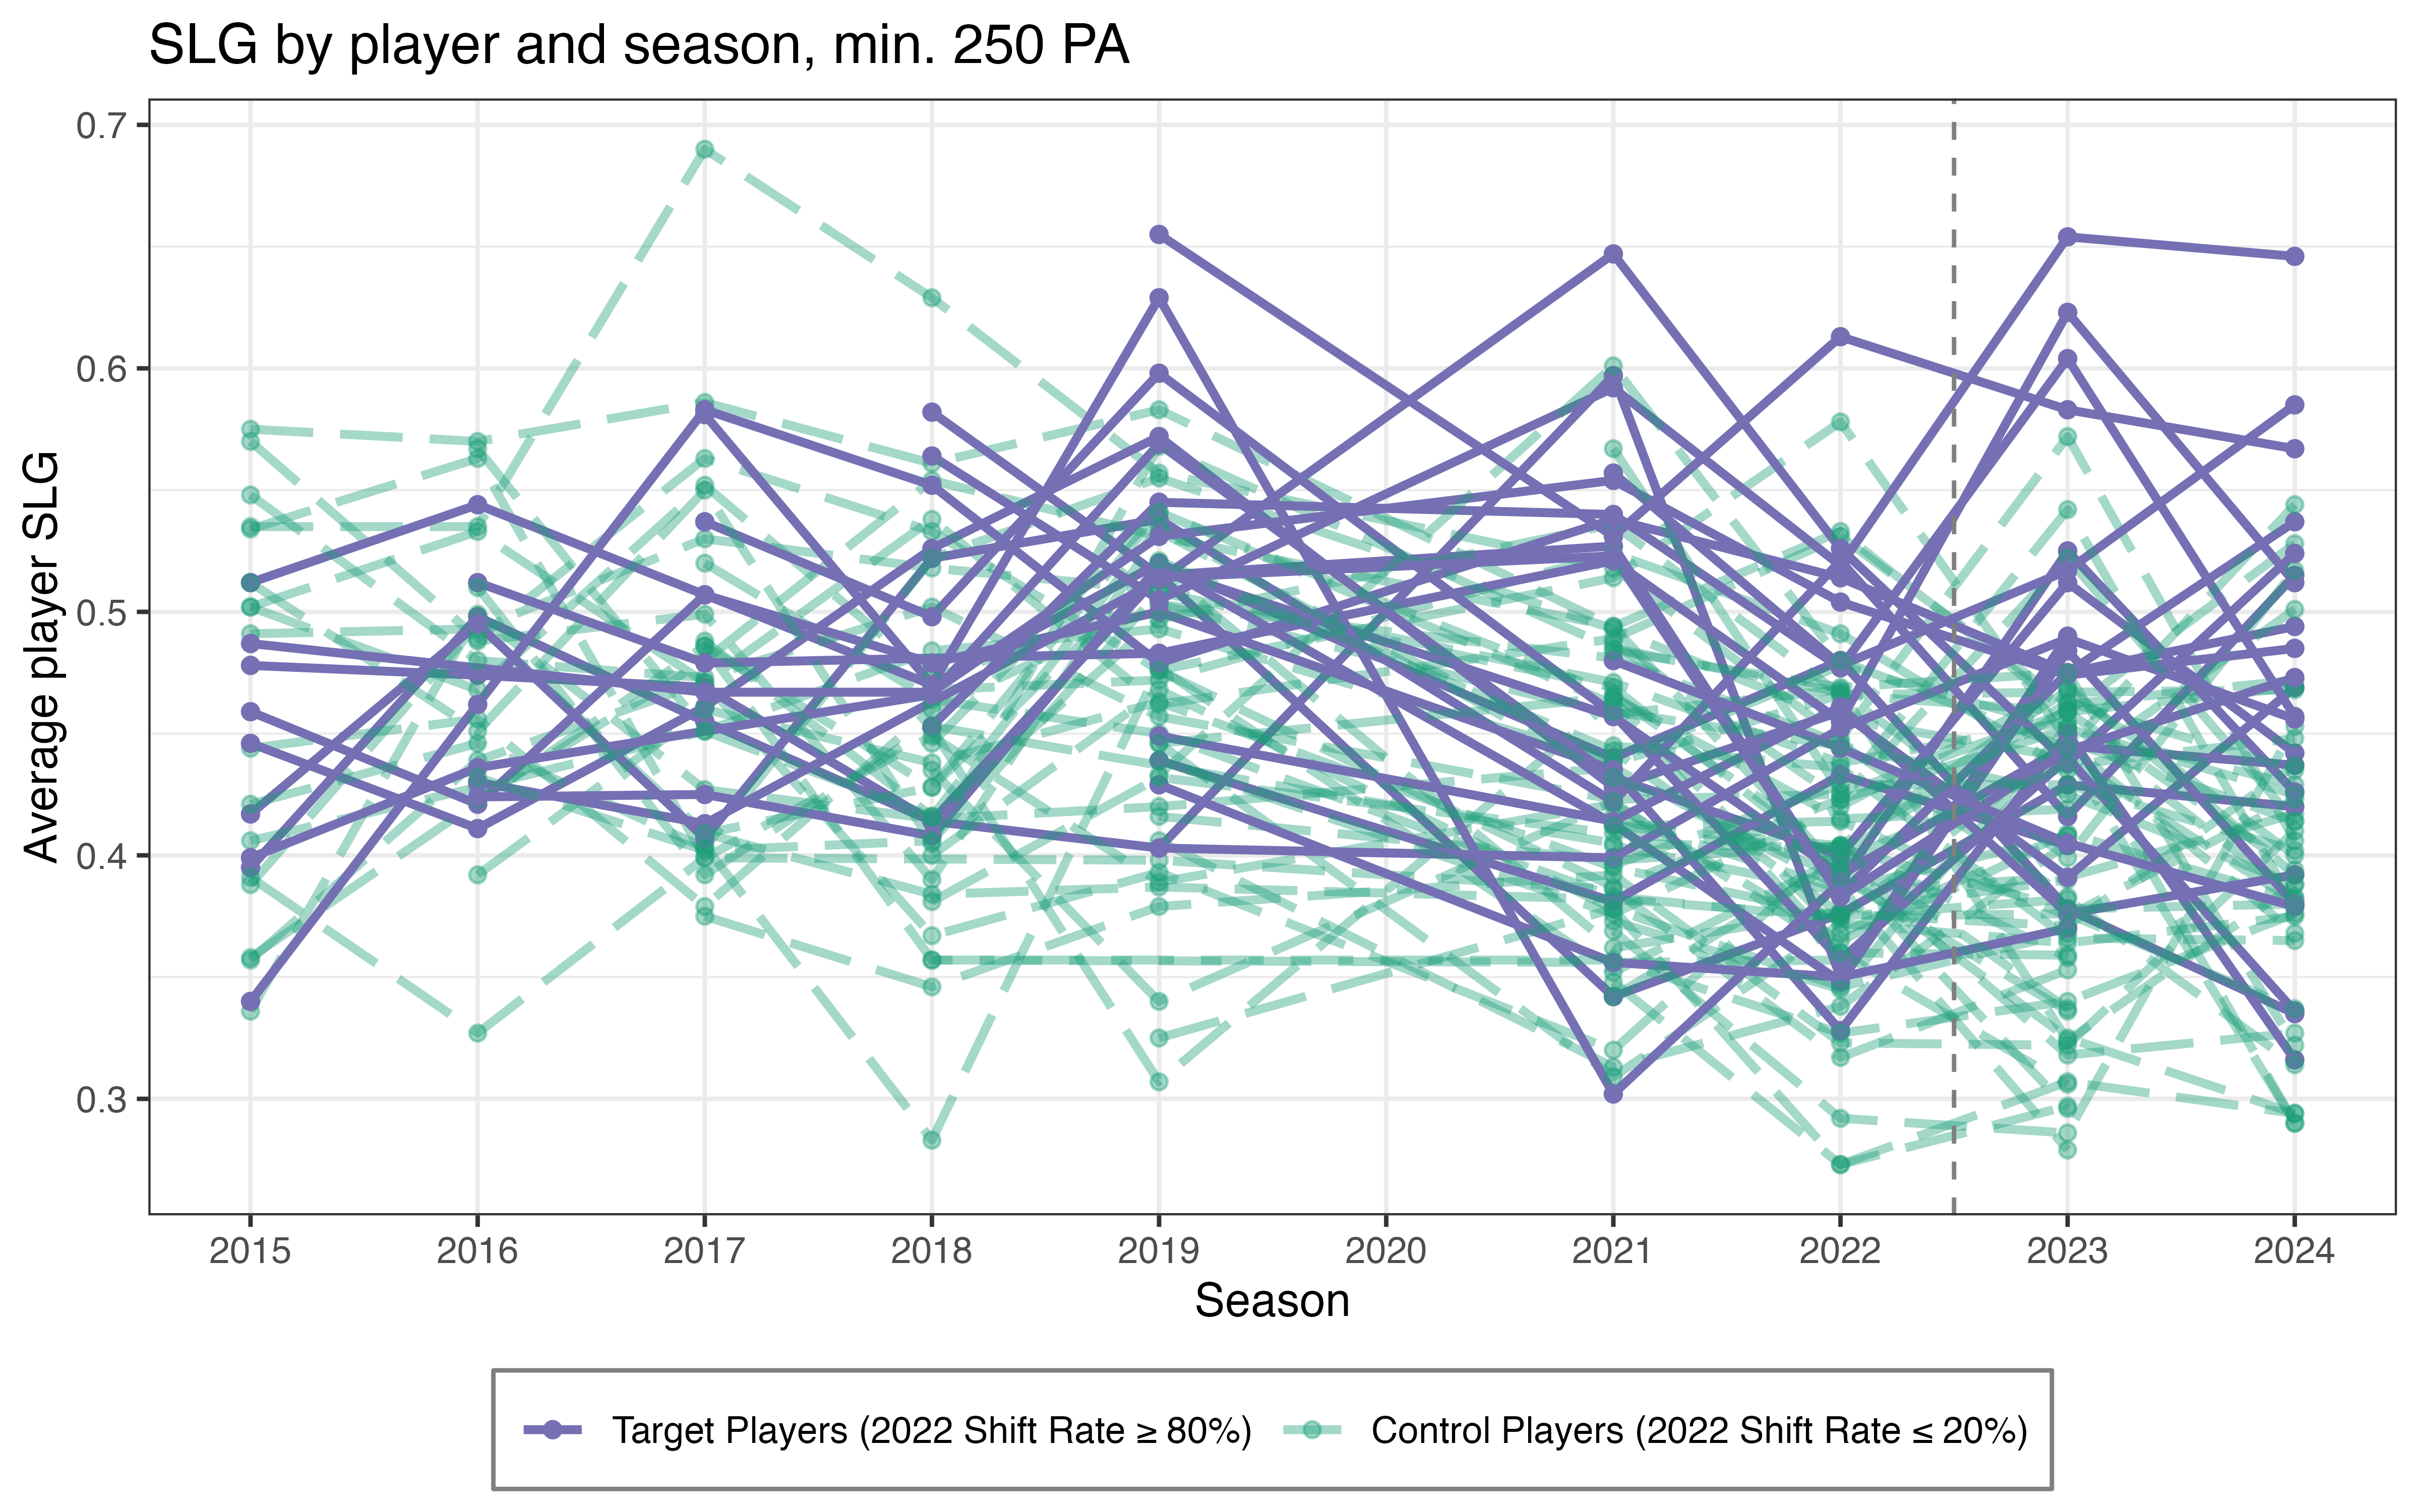 SLG by player and season, min. 250 PA
Average player SLG
0.7
0.6
0.5
0.4
0.3
2015 2016 2017 2018 2019 2020 2021 2022 2023 2024
Season
Target Players (2022 Shift Rate ≥ 80%) Control Players (2022 Shift Rate ≤ 20%)